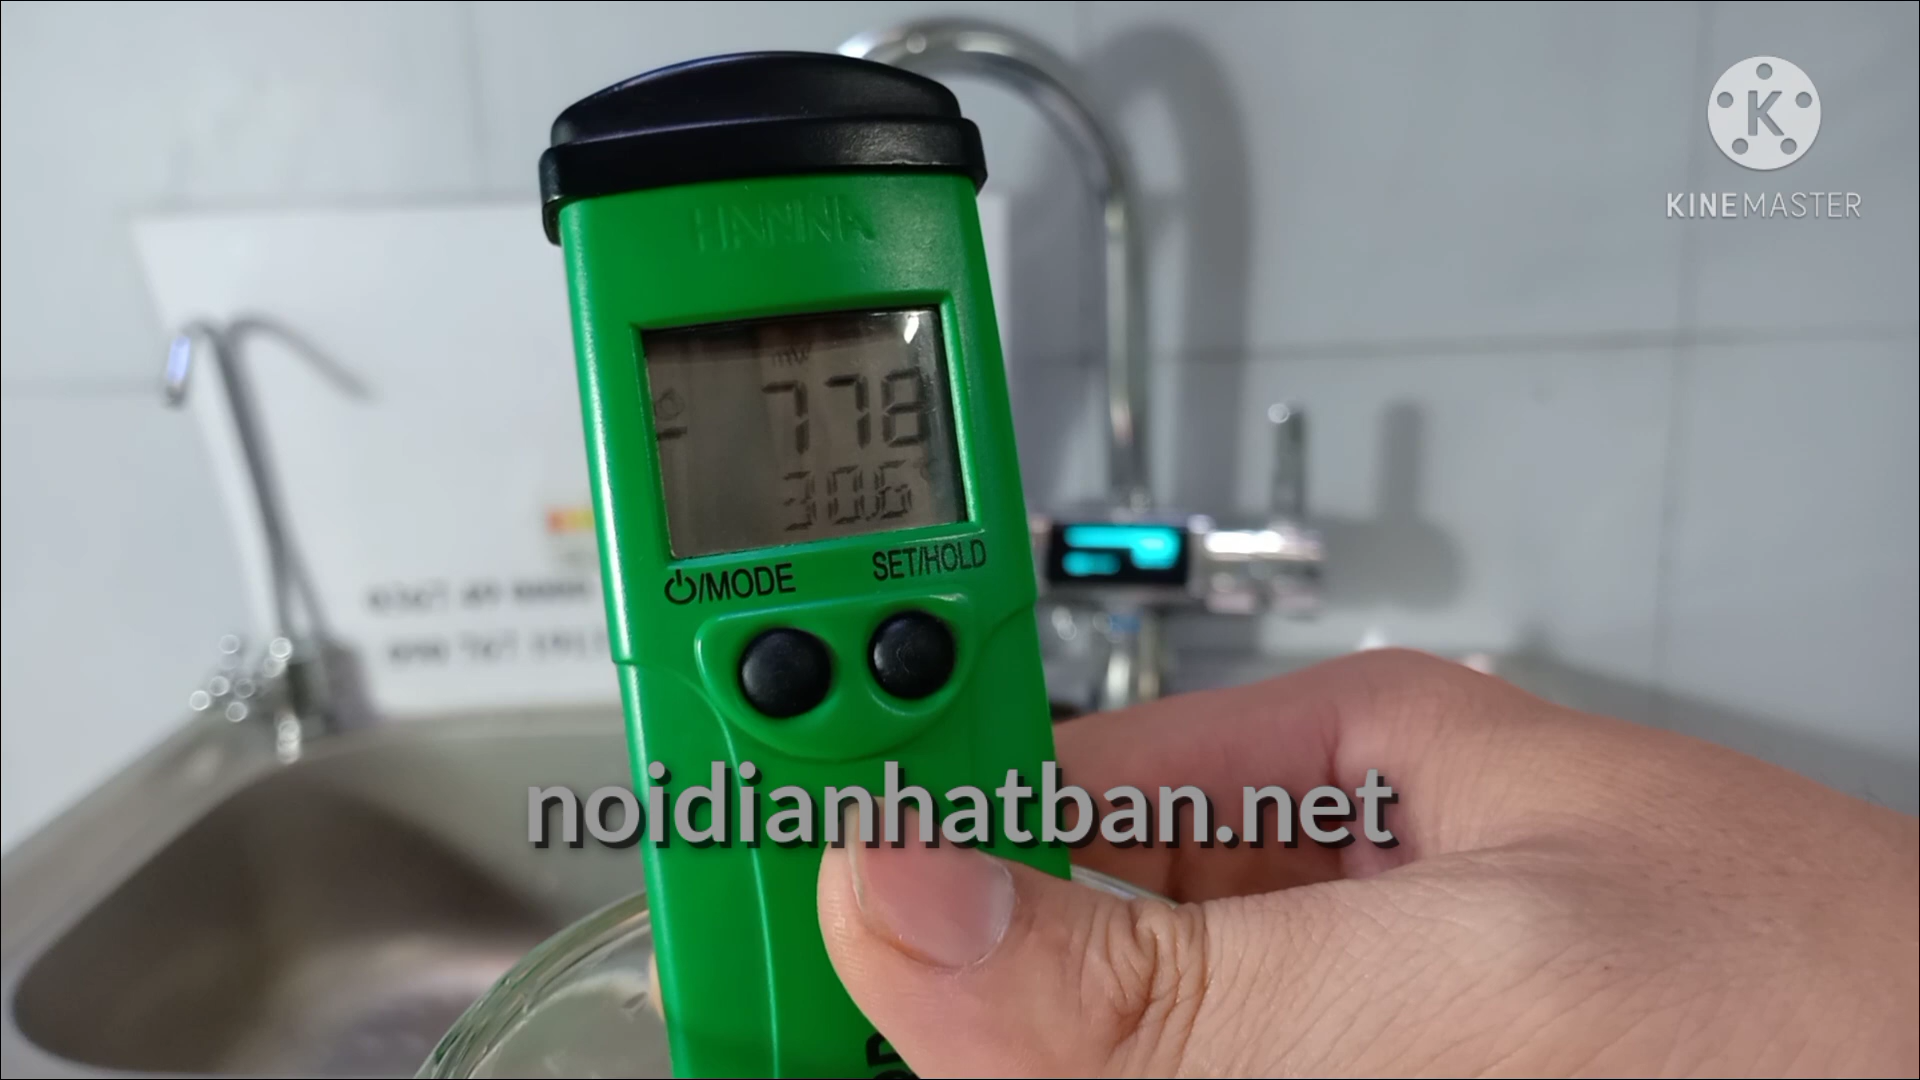 KINEMASTER
HANNA
mV
778
30.6
⏻/MODE
SET/HOLD
noidianhatban.net